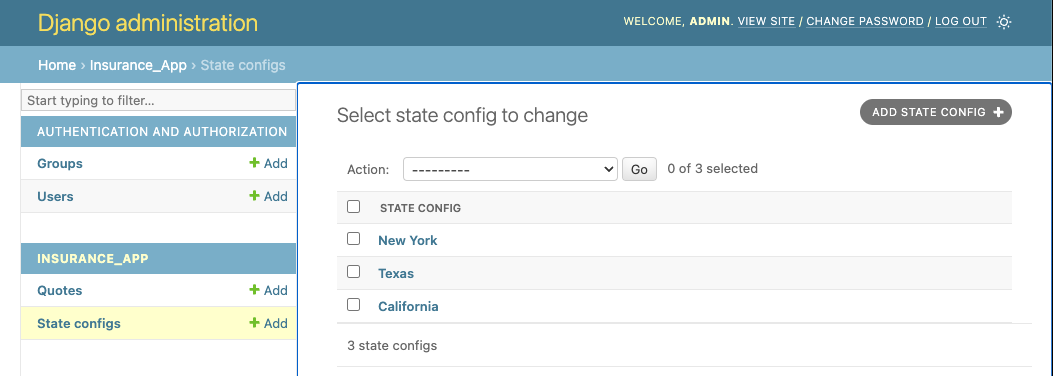 Django administration
WELCOME, ADMIN. VIEW SITE / CHANGE PASSWORD / LOG OUT
Home › Insurance_App › State configs
Start typing to filter...
AUTHENTICATION AND AUTHORIZATION
Groups + Add
Users + Add
INSURANCE_APP
Quotes + Add
State configs + Add
Select state config to change
ADD STATE CONFIG +
Action: --------- Go 0 of 3 selected
STATE CONFIG
New York
Texas
California
3 state configs